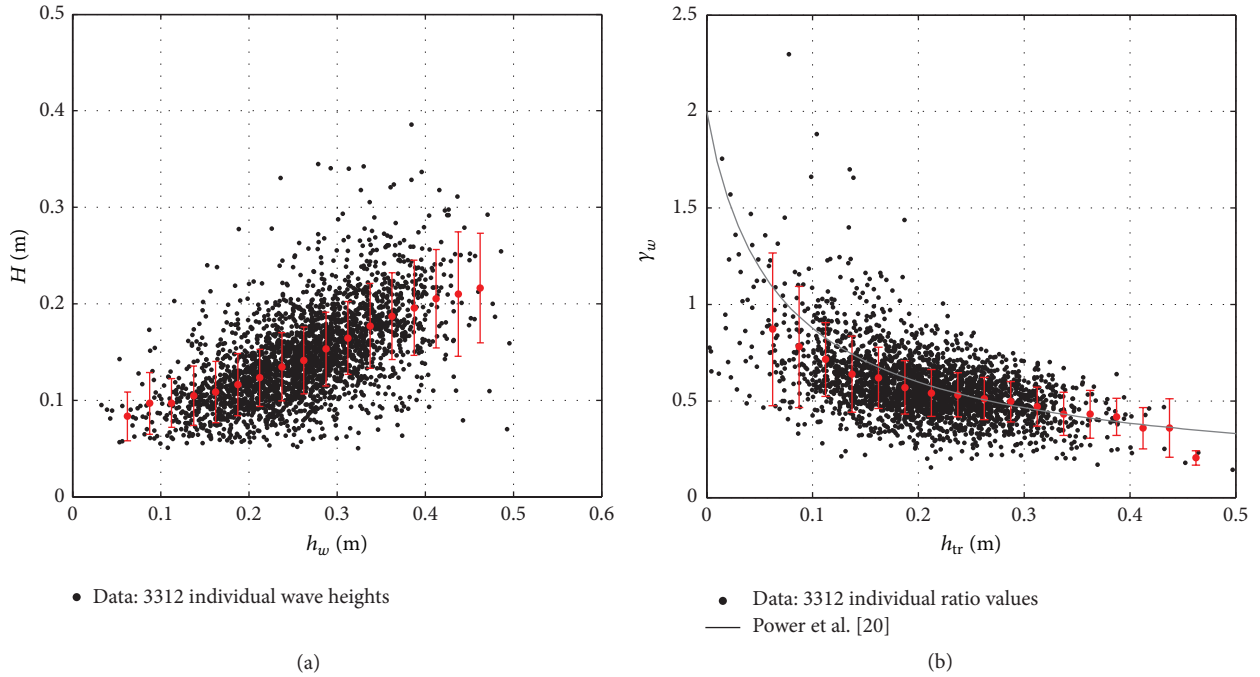 0.5
0.4
0.3
0.2
0.1
0
H (m)
0
0.1
0.2
0.3
0.4
0.5
0.6
h_w (m)
Data: 3312 individual wave heights
(a)
2.5
2
1.5
1
0.5
0
γ_w
0
0.1
0.2
0.3
0.4
0.5
h_tr (m)
Data: 3312 individual ratio values
Power et al. [20]
(b)